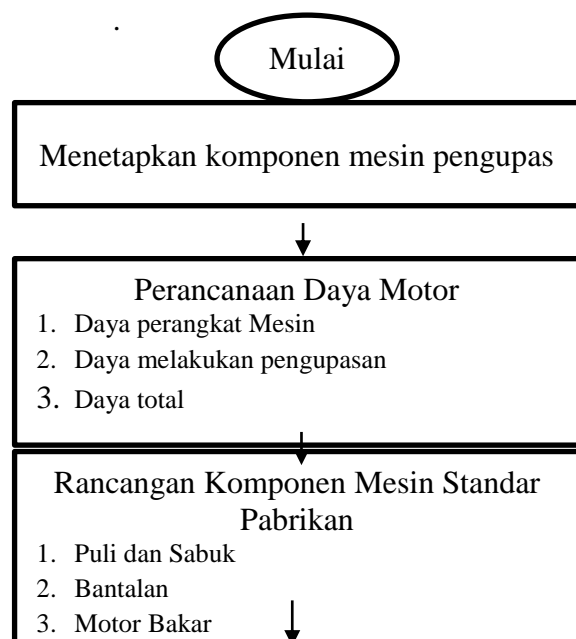 Mulai
Menetapkan komponen mesin pengupas
Perancanaan Daya Motor
1. Daya perangkat Mesin
2. Daya melakukan pengupasan
3. Daya total
Rancangan Komponen Mesin Standar
Pabrikan
1. Puli dan Sabuk
2. Bantalan
3. Motor Bakar